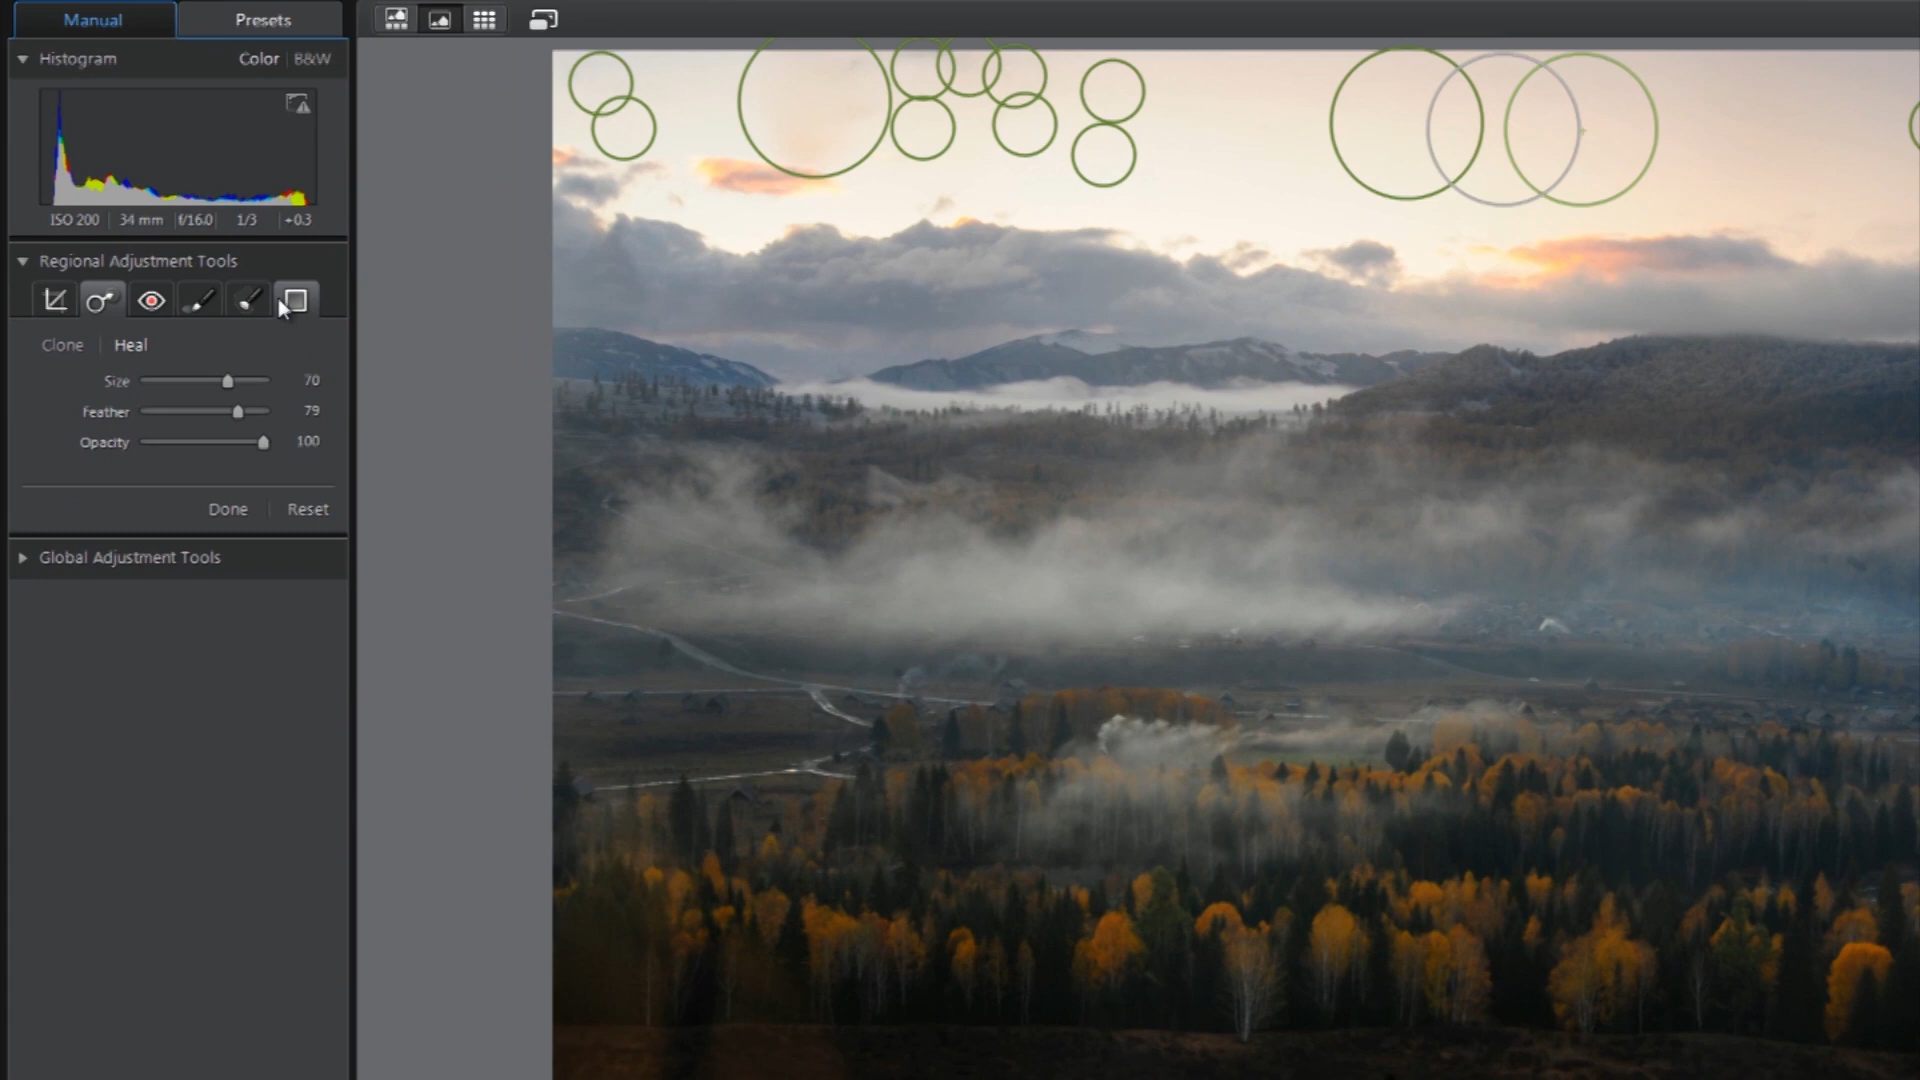 Manual Presets
Histogram Color | B&W
ISO 200 | 34 mm | f/16.0 | 1/3 | +0.3
Regional Adjustment Tools
Clone | Heal
Size 70
Feather 79
Opacity 100
Done | Reset
Global Adjustment Tools